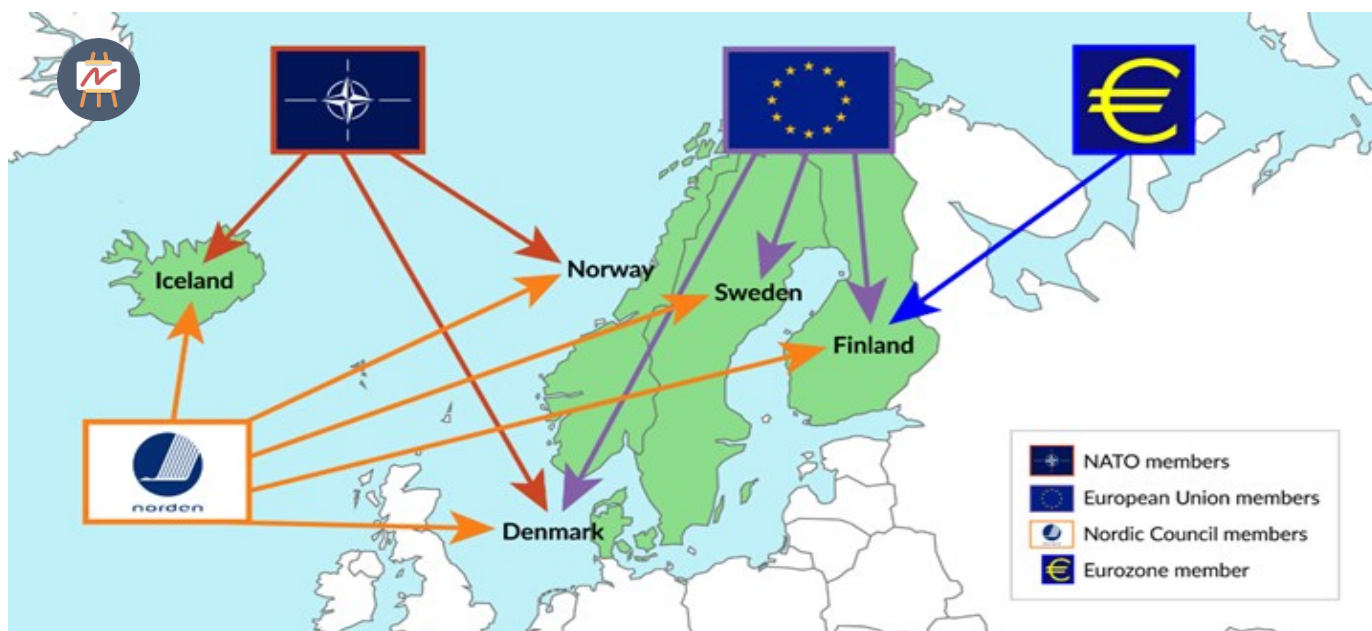 Iceland
Norway
Sweden
Finland
norden
Denmark
NATO members
European Union members
Nordic Council members
Eurozone member